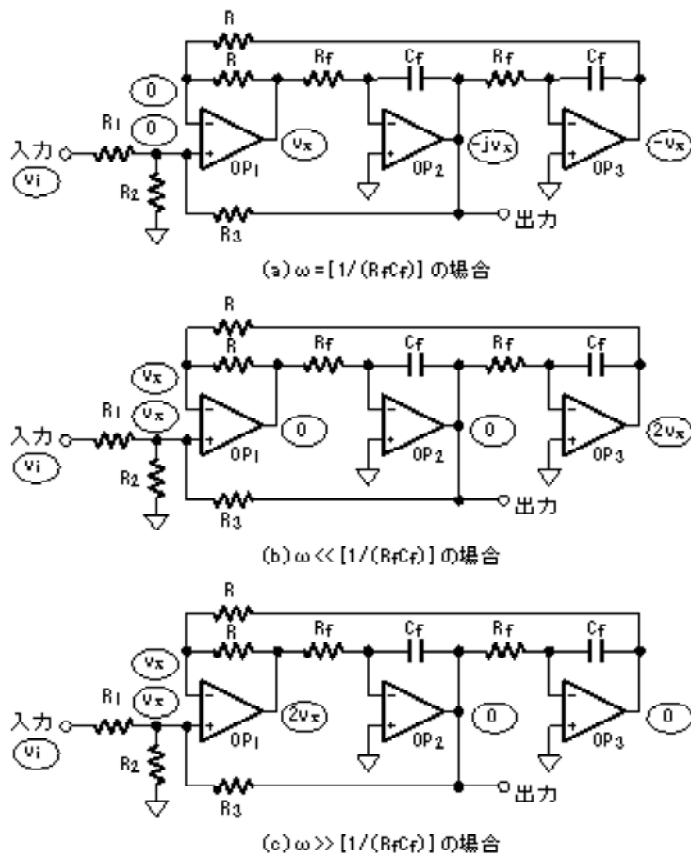 R
R Rf Cf Rf Cf
0
R1 0 − − −
入力 + vx + -jvx + -vx
vi R2 OP1 OP2 OP3
R3 出力
(a) ω = [1/(RfCf)] の場合
R
R Rf Cf Rf Cf
vx
R1 vx − − −
入力 + 0 + 0 + 2vx
vi R2 OP1 OP2 OP3
R3 出力
(b) ω << [1/(RfCf)] の場合
R
R Rf Cf Rf Cf
vx
R1 vx − − −
入力 + 2vx + 0 + 0
vi R2 OP1 OP2 OP3
R3 出力
(c) ω >> [1/(RfCf)] の場合